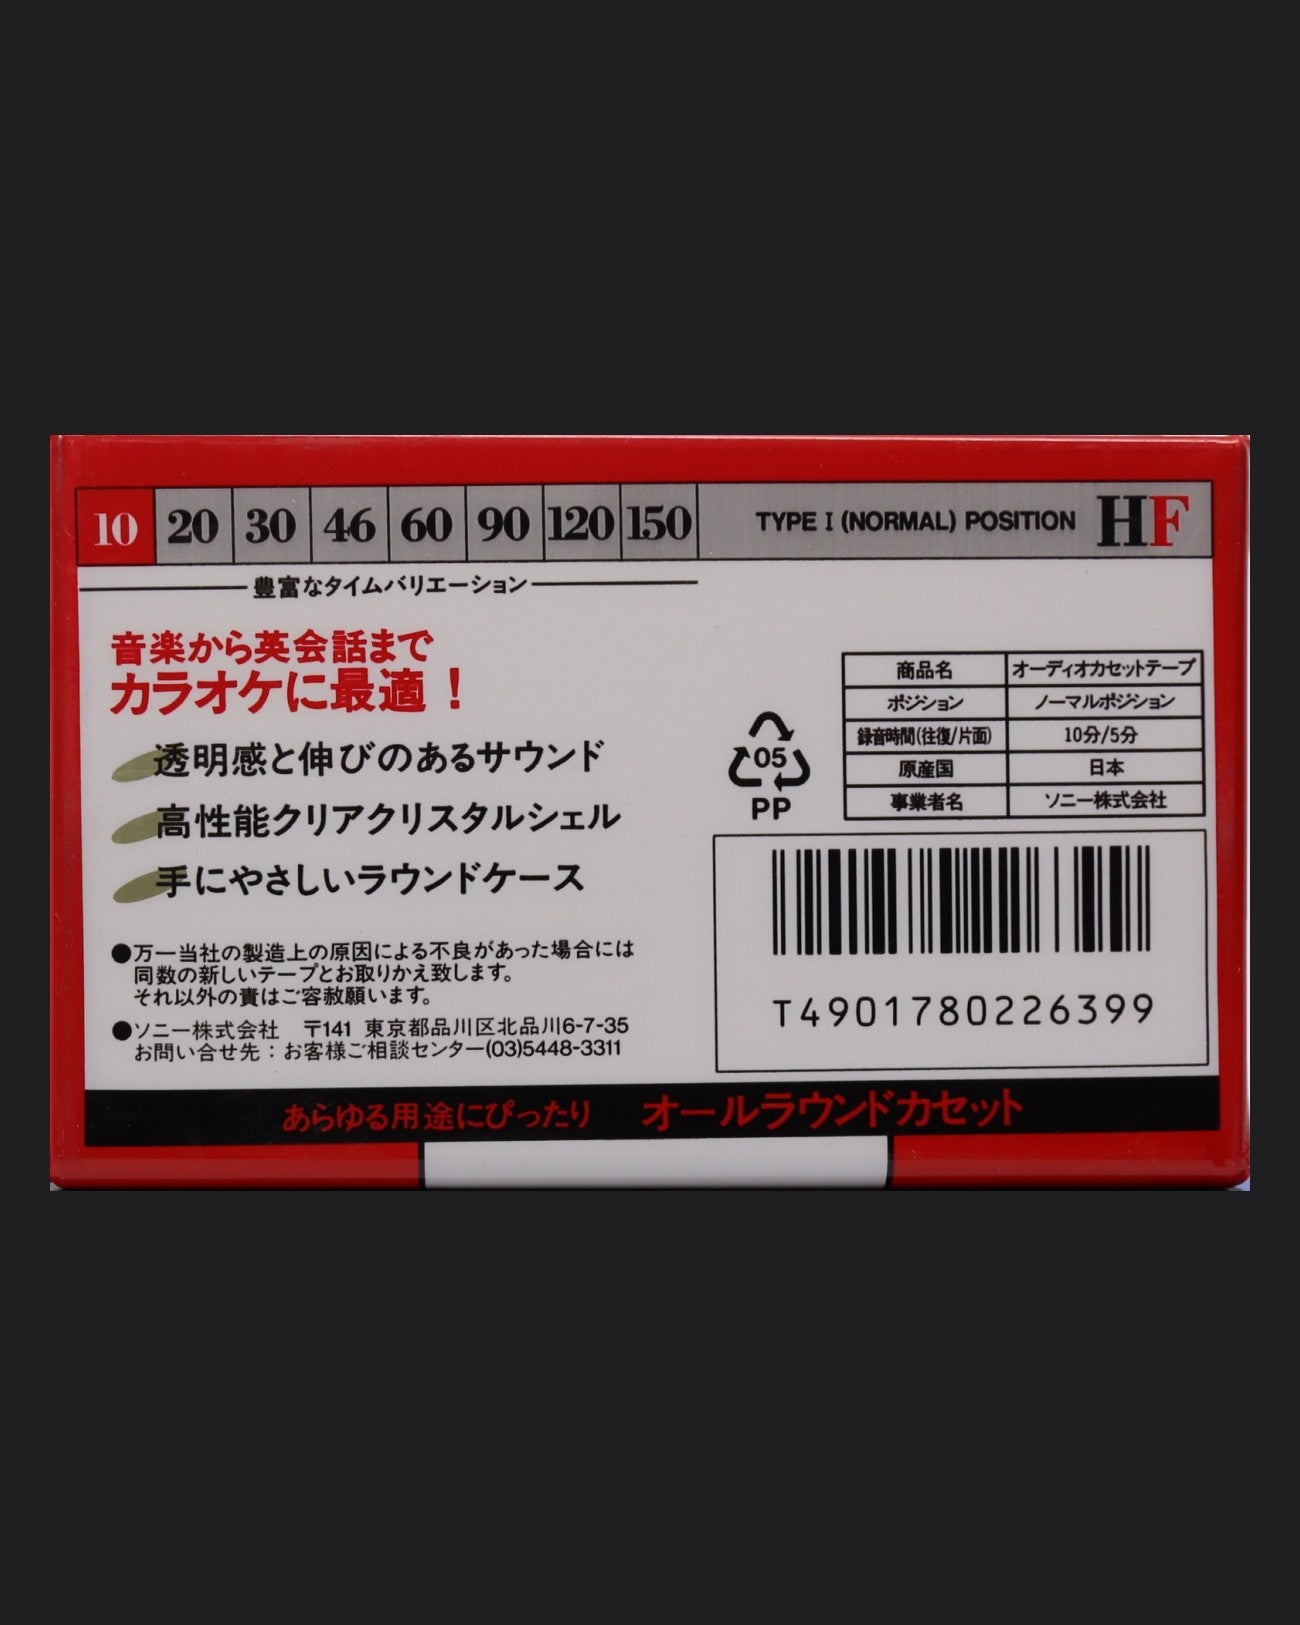 10 20 30 46 60 90 120 150 TYPE I (NORMAL) POSITION HF
豊富なタイムバリエーション
音楽から英会話まで
カラオケに最適！
透明感と伸びのあるサウンド
高性能クリアクリスタルシェル
手にやさしいラウンドケース
●万一当社の製造上の原因による不良があった場合には
同数の新しいテープとお取りかえ致します。
それ以外の責はご容赦願います。
●ソニー株式会社 〒141 東京都品川区北品川6-7-35
お問い合せ先：お客様ご相談センター(03)5448-3311
05
PP
商品名 オーディオカセットテープ
ポジション ノーマルポジション
録音時間(往復/片面) 10分/5分
原産国 日本
事業者名 ソニー株式会社
T4901780226399
あらゆる用途にぴったり オールラウンドカセット